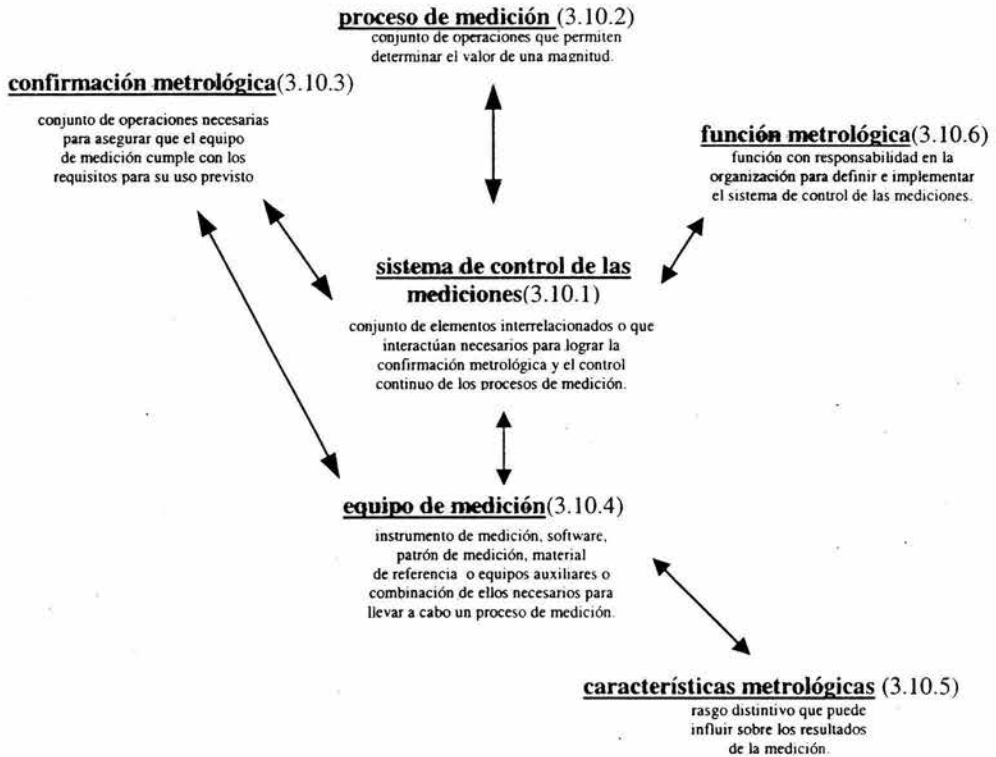 proceso de medición (3.10.2)
conjunto de operaciones que permiten
determinar el valor de una magnitud.
confirmación metrológica(3.10.3)
conjunto de operaciones necesarias
para asegurar que el equipo
de medición cumple con los
requisitos para su uso previsto
función metrológica(3.10.6)
función con responsabilidad en la
organización para definir e implementar
el sistema de control de las mediciones.
sistema de control de las
mediciones(3.10.1)
conjunto de elementos interrelacionados o que
interactúan necesarios para lograr la
confirmación metrológica y el control
continuo de los procesos de medición.
equipo de medición(3.10.4)
instrumento de medición, software,
patrón de medición, material
de referencia o equipos auxiliares o
combinación de ellos necesarios para
llevar a cabo un proceso de medición.
características metrológicas (3.10.5)
rasgo distintivo que puede
influir sobre los resultados
de la medición.